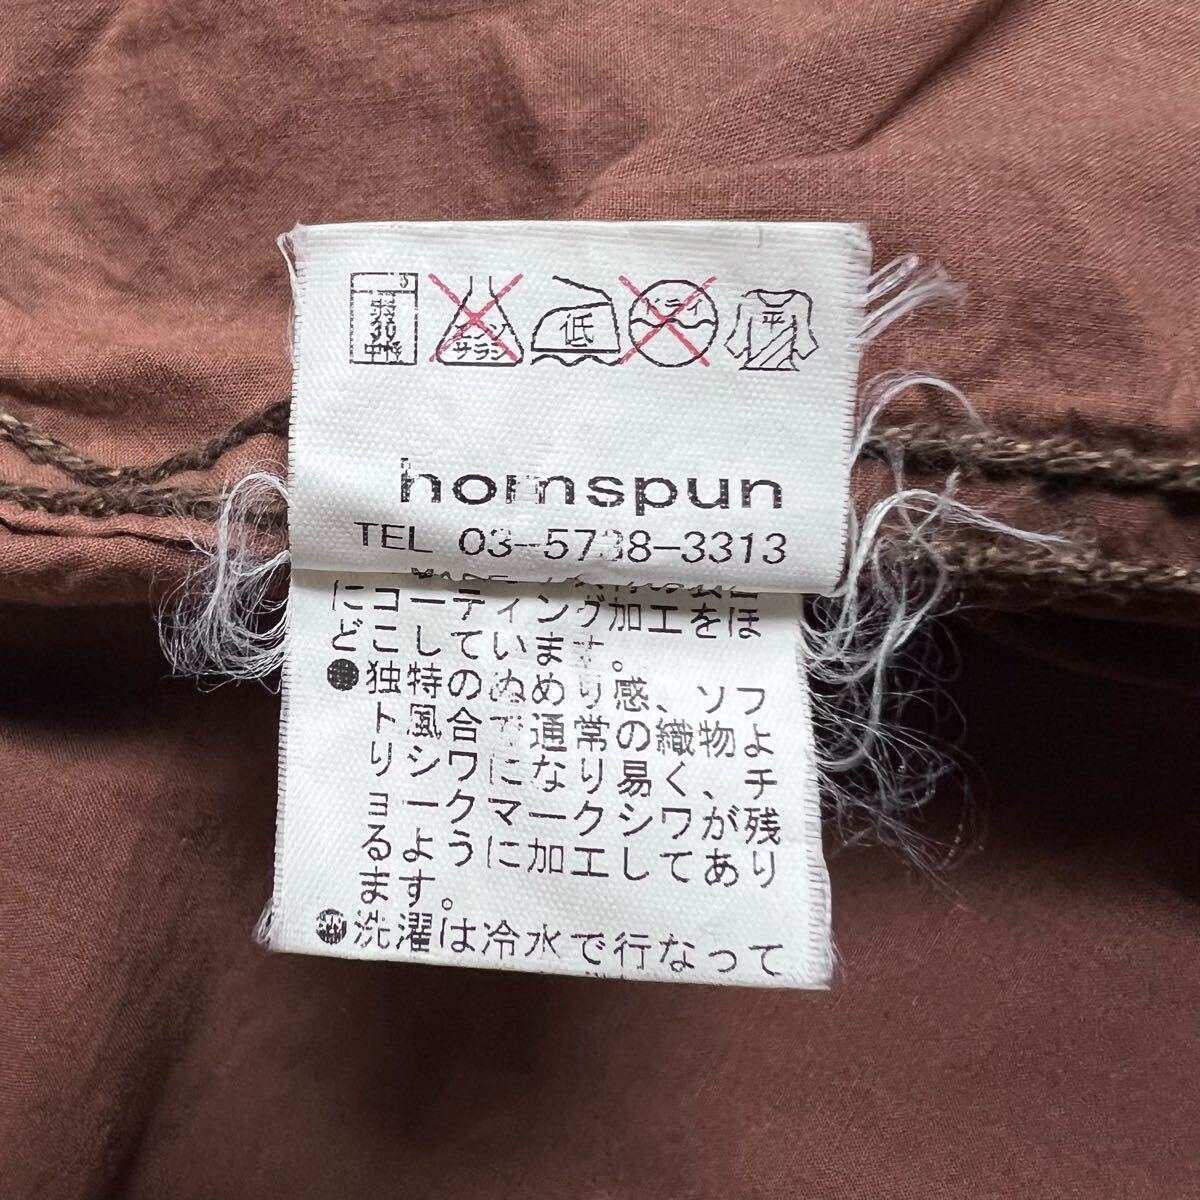 弱
30
中性
エンソ
サラシ
低
ドライ
平
homspun
TEL 03-5738-3313
にコーティング加工をほ
どこしています。
●独特のぬめり感、ソフ
ト風合で通常の織物よ
りシワになり易く、チ
ョークマークシワが残
るように加工してあり
ます。
●洗濯は冷水で行なって